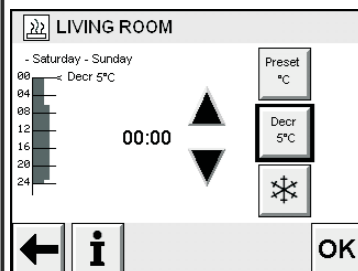 LIVING ROOM
- Saturday - Sunday
00 < Decr 5°C
04
08
12
16
20
24
00:00
Preset
°C
Decr
5°C
i
OK